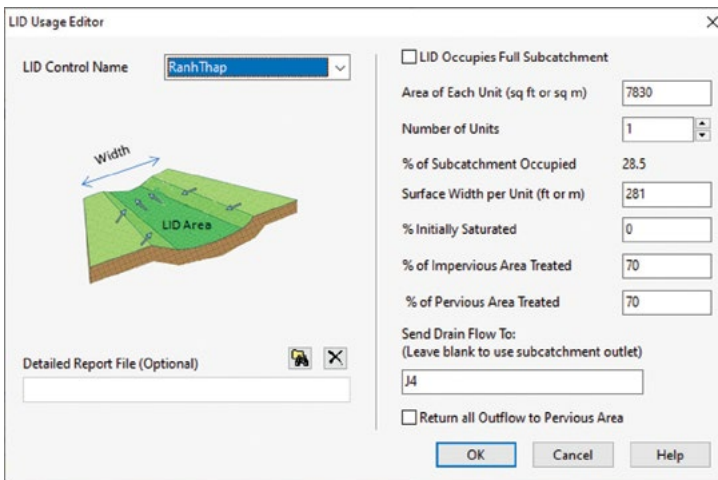 LID Usage Editor
LID Control Name
RanhThap
Width
LID Area
Detailed Report File (Optional)
LID Occupies Full Subcatchment
Area of Each Unit (sq ft or sq m) 7830
Number of Units 1
% of Subcatchment Occupied 28.5
Surface Width per Unit (ft or m) 281
% Initially Saturated 0
% of Impervious Area Treated 70
% of Pervious Area Treated 70
Send Drain Flow To:
(Leave blank to use subcatchment outlet)
J4
Return all Outflow to Pervious Area
OK Cancel Help